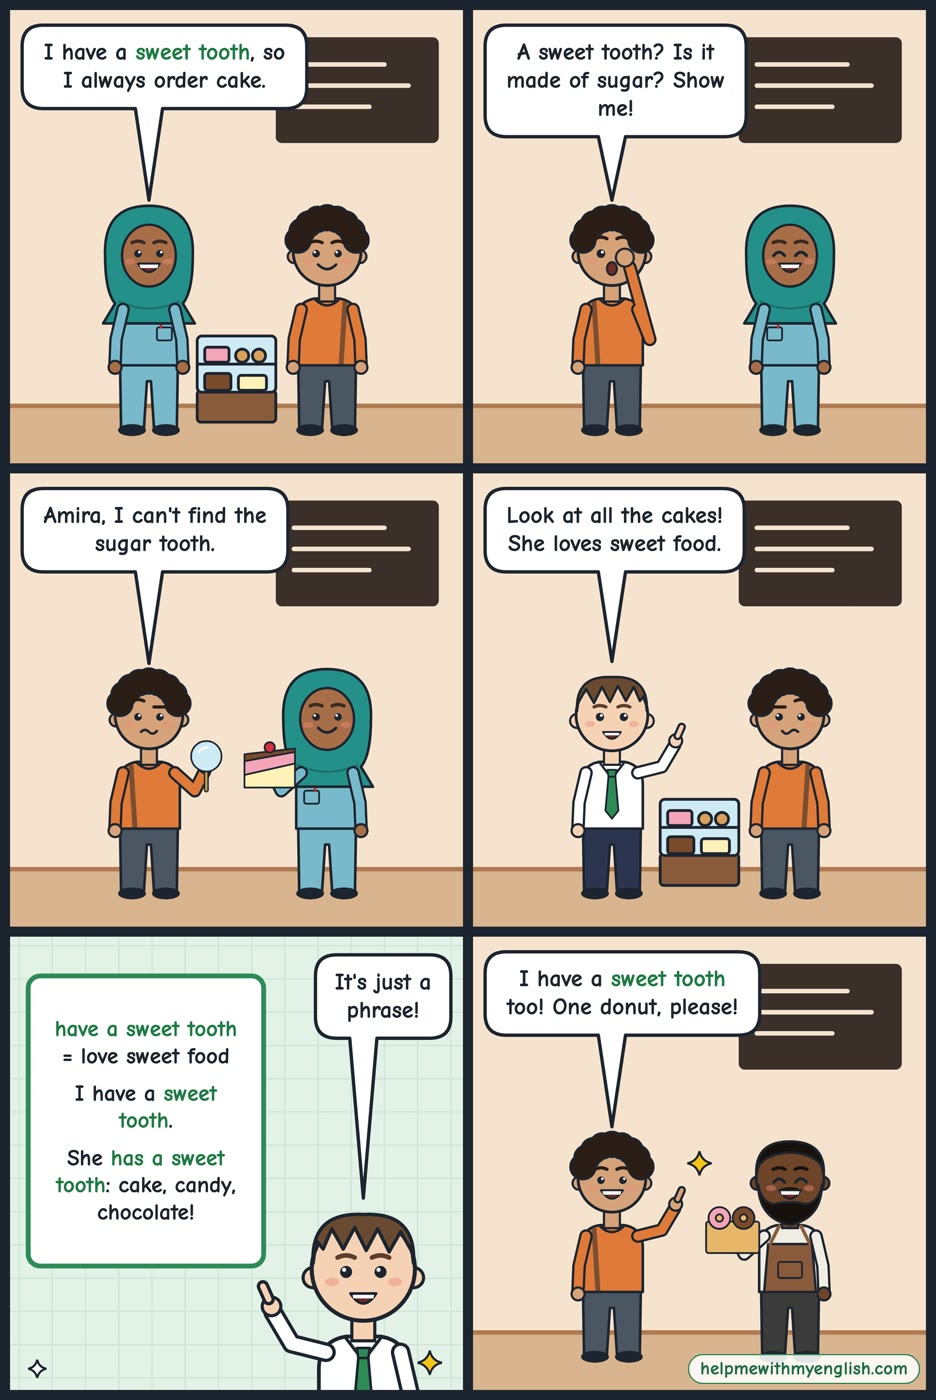 I have a sweet tooth, so
I always order cake.
A sweet tooth? Is it
made of sugar? Show
me!
Amira, I can't find the
sugar tooth.
Look at all the cakes!
She loves sweet food.
have a sweet tooth
= love sweet food
I have a sweet
tooth.
She has a sweet
tooth: cake, candy,
chocolate!
It's just a
phrase!
I have a sweet tooth
too! One donut, please!
helpmewithmyenglish.com